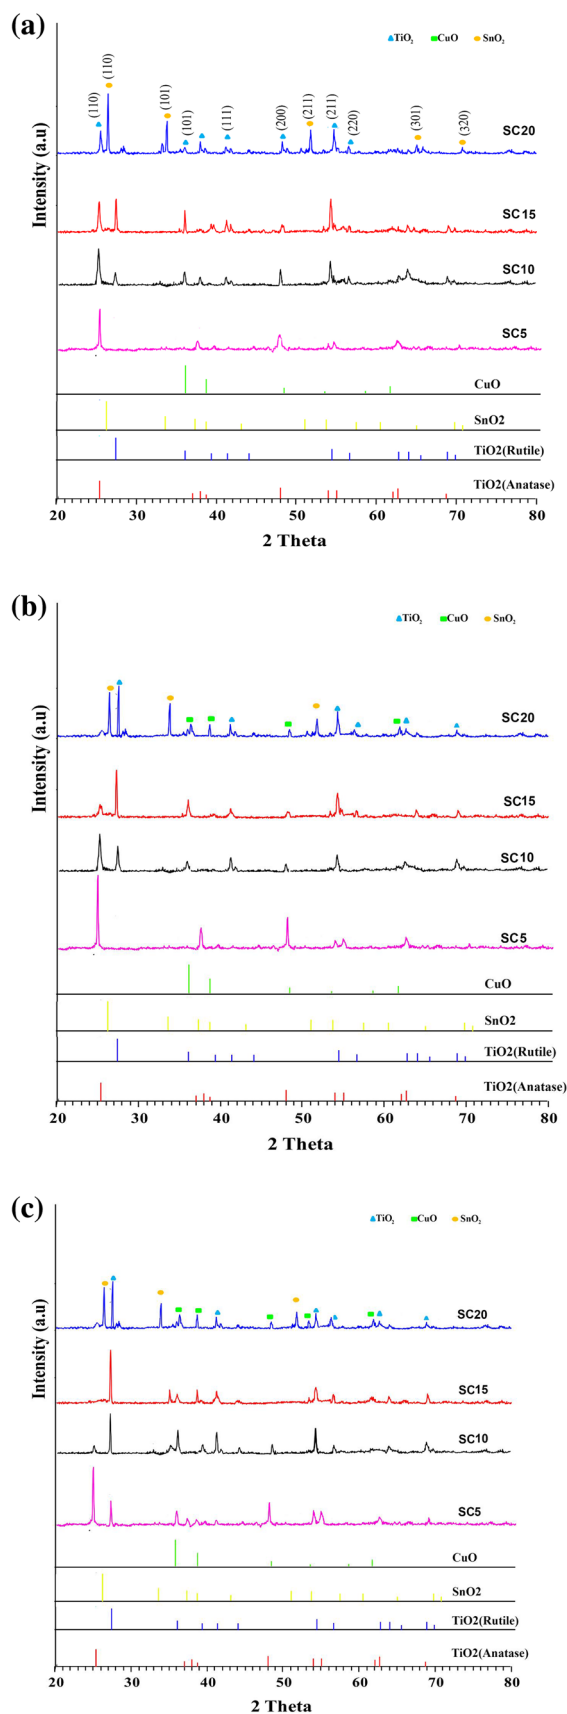 (a)
TiO2 CuO SnO2
(110) (110) (101) (101) (111) (200) (211) (211) (220) (301) (320)
SC20
SC15
SC10
SC5
CuO
SnO2
TiO2(Rutile)
TiO2(Anatase)
Intensity (a.u)
20 30 40 50 60 70 80
2 Theta
(b)
TiO2 CuO SnO2
SC20
SC15
SC10
SC5
CuO
SnO2
TiO2(Rutile)
TiO2(Anatase)
Intensity (a.u)
20 30 40 50 60 70 80
2 Theta
(c)
TiO2 CuO SnO2
SC20
SC15
SC10
SC5
CuO
SnO2
TiO2(Rutile)
TiO2(Anatase)
Intensity (a.u)
20 30 40 50 60 70 80
2 Theta